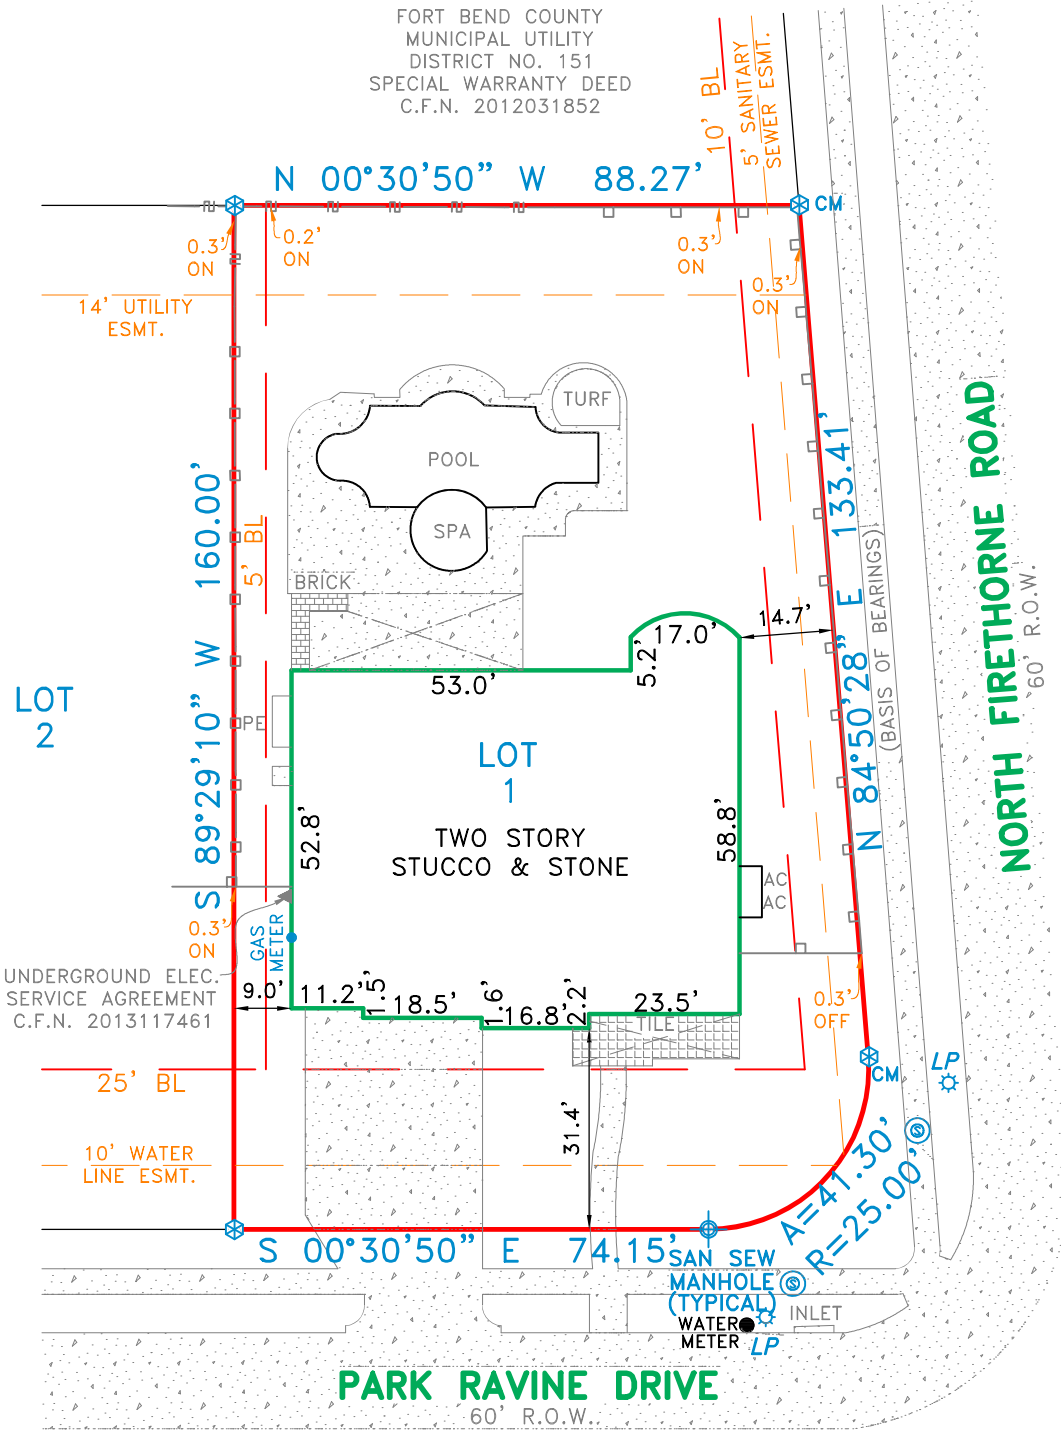 FORT BEND COUNTY
MUNICIPAL UTILITY
DISTRICT NO. 151
SPECIAL WARRANTY DEED
C.F.N. 2012031852
10' BL
5' SANITARY
SEWER ESMT.
N 00°30'50" W 88.27'
CM
0.3'
ON
0.2'
ON
0.3'
ON
0.3'
ON
14' UTILITY
ESMT.
TURF
POOL
SPA
BRICK
S 89°29'10" W 160.00'
5' BL
N 84°50'28" E 133.41'
(BASIS OF BEARINGS)
NORTH FIRETHORNE ROAD
60' R.O.W.
14.7'
17.0'
5.2'
53.0'
LOT
2
PE
LOT
1
TWO STORY
STUCCO & STONE
52.8'
58.8'
AC
AC
0.3'
ON
GAS
METER
UNDERGROUND ELEC.
SERVICE AGREEMENT
C.F.N. 2013117461
9.0'
11.2'
1.5'
18.5'
1.6'
16.8'
2.2'
23.5'
TILE
0.3'
OFF
25' BL
CM
LP
31.4'
10' WATER
LINE ESMT.
A=41.30'
R=25.00'
S
S 00°30'50" E 74.15'
SAN SEW
MANHOLE
(TYPICAL)
S
WATER
METER
INLET
LP
PARK RAVINE DRIVE
60' R.O.W.